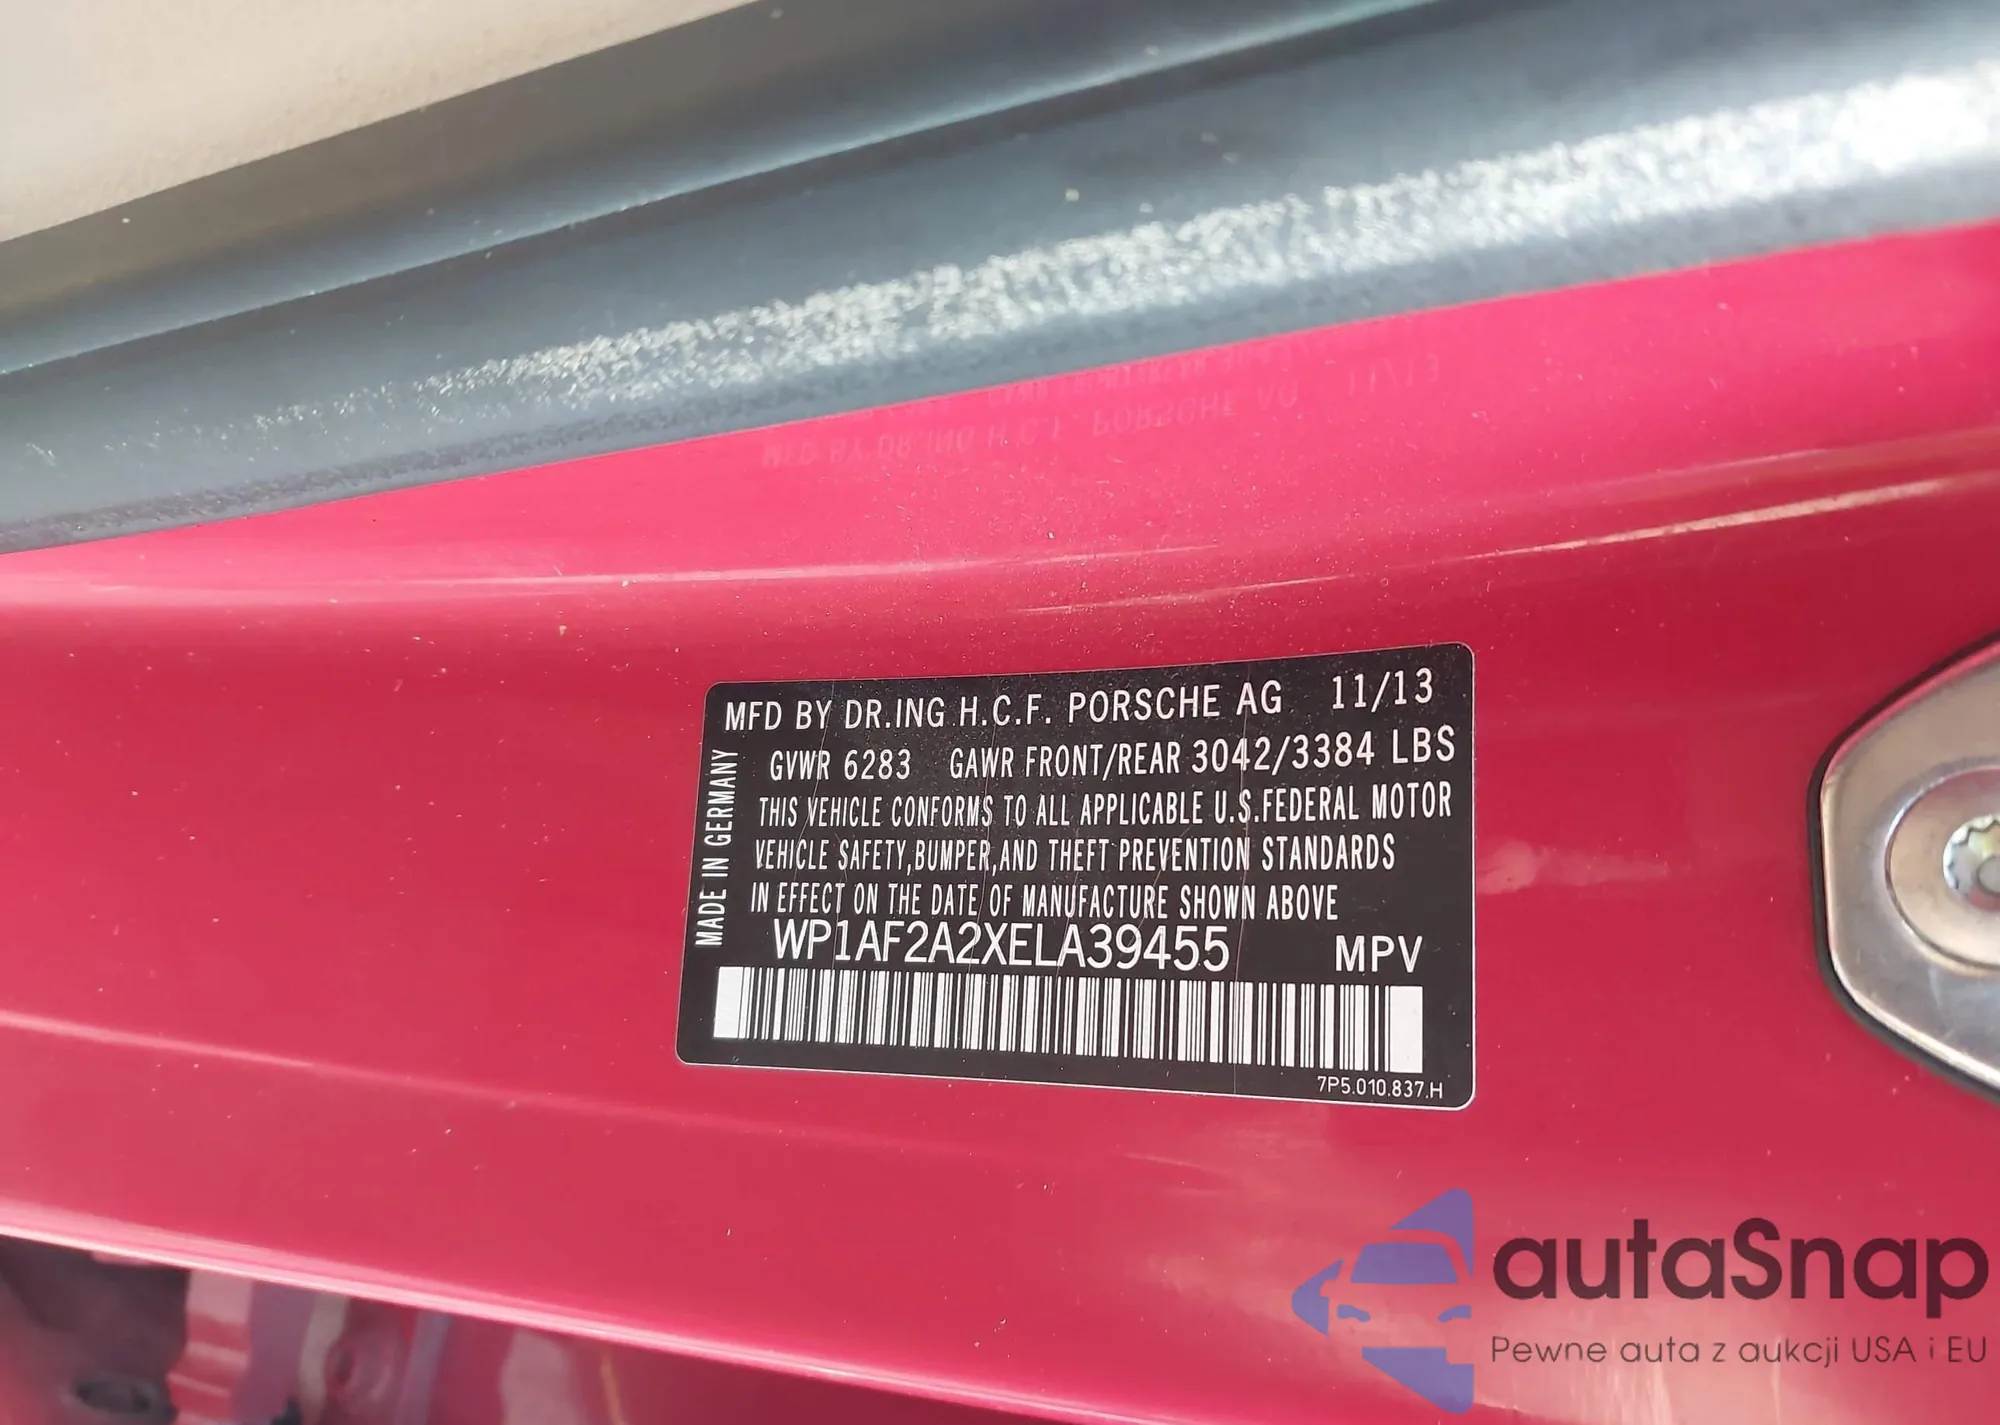 MFD BY DR.ING H.C.F. PORSCHE AG 11/13
GVWR 6283 GAWR FRONT/REAR 3042/3384 LBS
THIS VEHICLE CONFORMS TO ALL APPLICABLE U.S.FEDERAL MOTOR
VEHICLE SAFETY,BUMPER,AND THEFT PREVENTION STANDARDS
IN EFFECT ON THE DATE OF MANUFACTURE SHOWN ABOVE
WP1AF2A2XELA39455 MPV
7P5.010.837.H
MADE IN GERMANY
autaSnap
Pewne auta z aukcji USA i EU